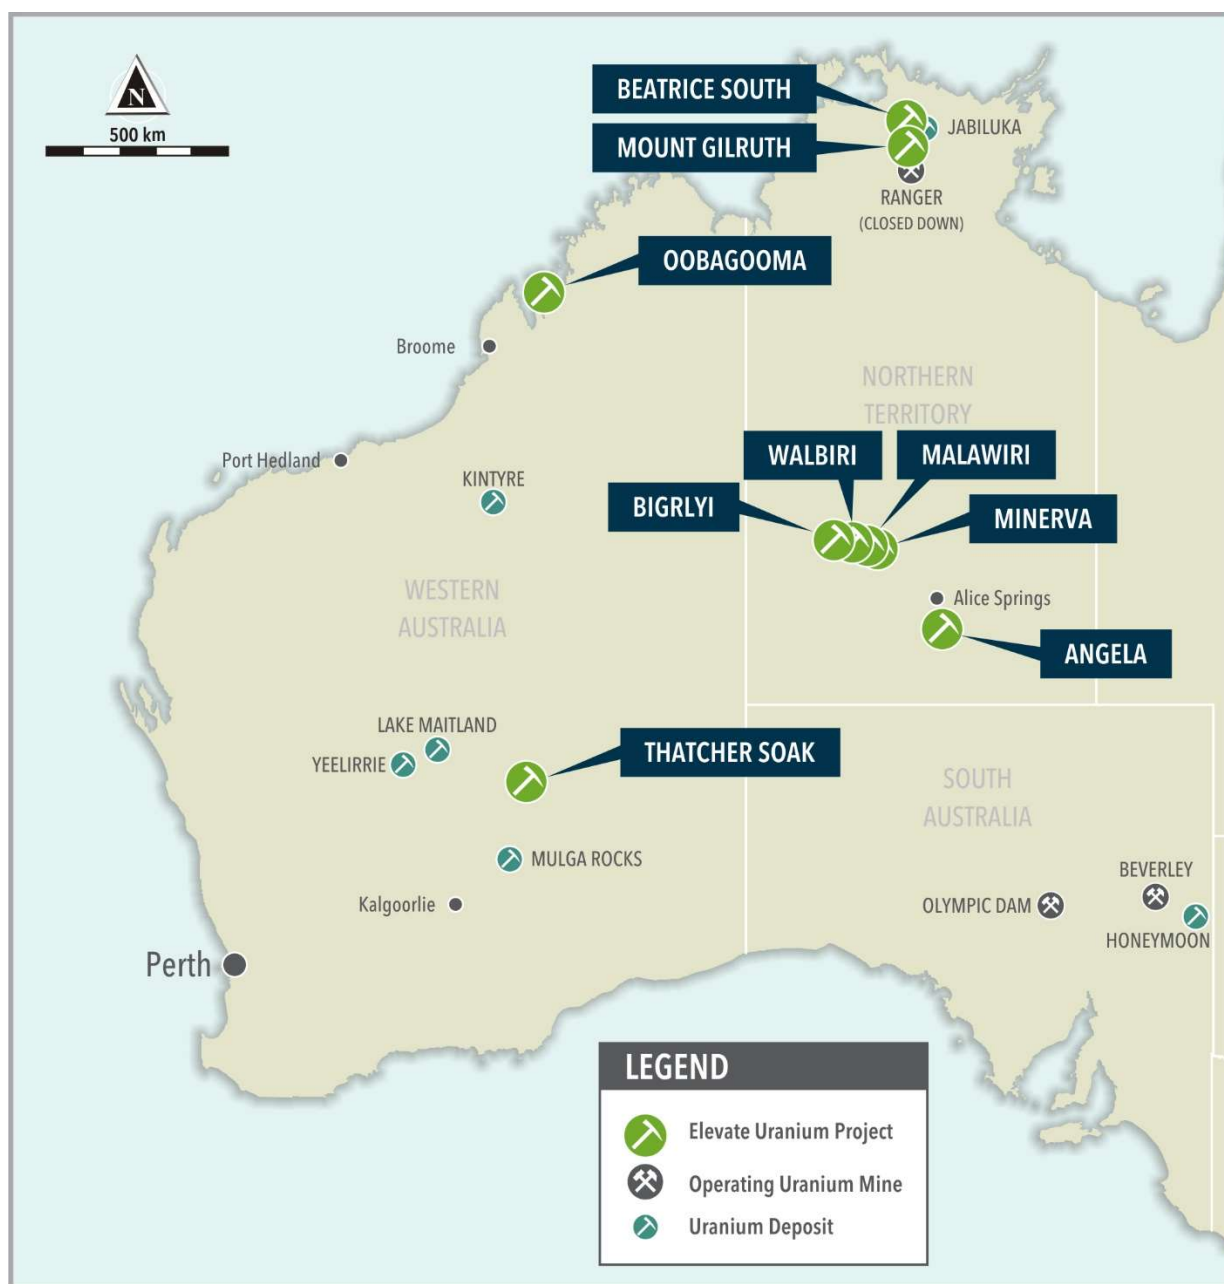 N
500 km
BEATRICE SOUTH
JABILUKA
MOUNT GILRUTH
RANGER
(CLOSED DOWN)
OOBAGOOMA
Broome
NORTHERN
TERRITORY
WALBIRI
MALAWIRI
Port Hedland
KINTYRE
BIGRLYI
MINERVA
WESTERN
AUSTRALIA
Alice Springs
ANGELA
LAKE MAITLAND
YEELIRRIE
THATCHER SOAK
SOUTH
AUSTRALIA
MULGA ROCKS
BEVERLEY
Kalgoorlie
OLYMPIC DAM
HONEYMOON
Perth
LEGEND
Elevate Uranium Project
Operating Uranium Mine
Uranium Deposit